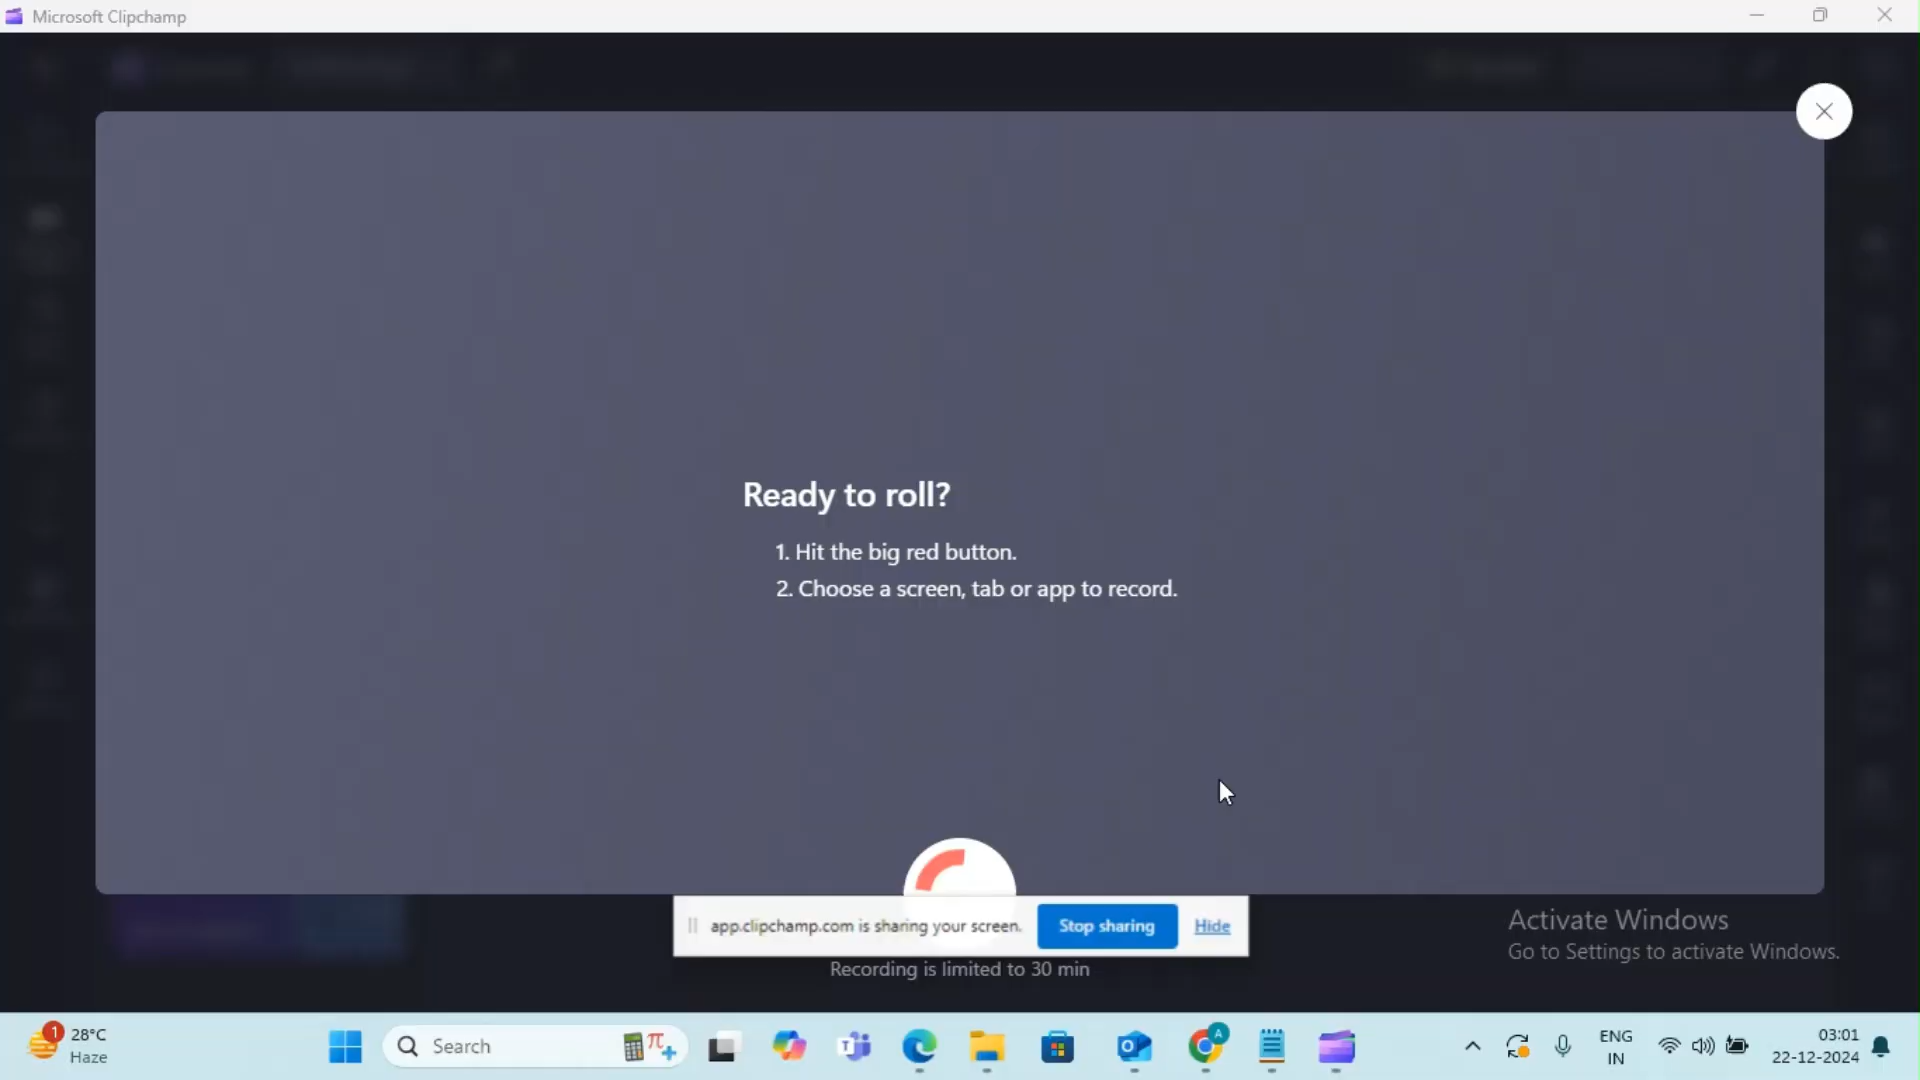 Microsoft Clipchamp
Ready to roll?
1. Hit the big red button.
2. Choose a screen, tab or app to record.
app.clipchamp.com is sharing your screen.
Stop sharing
Hide
Recording is limited to 30 min
Activate Windows
Go to Settings to activate Windows.
1
28°C
Haze
Search
A
ENG
IN
03:01
22-12-2024